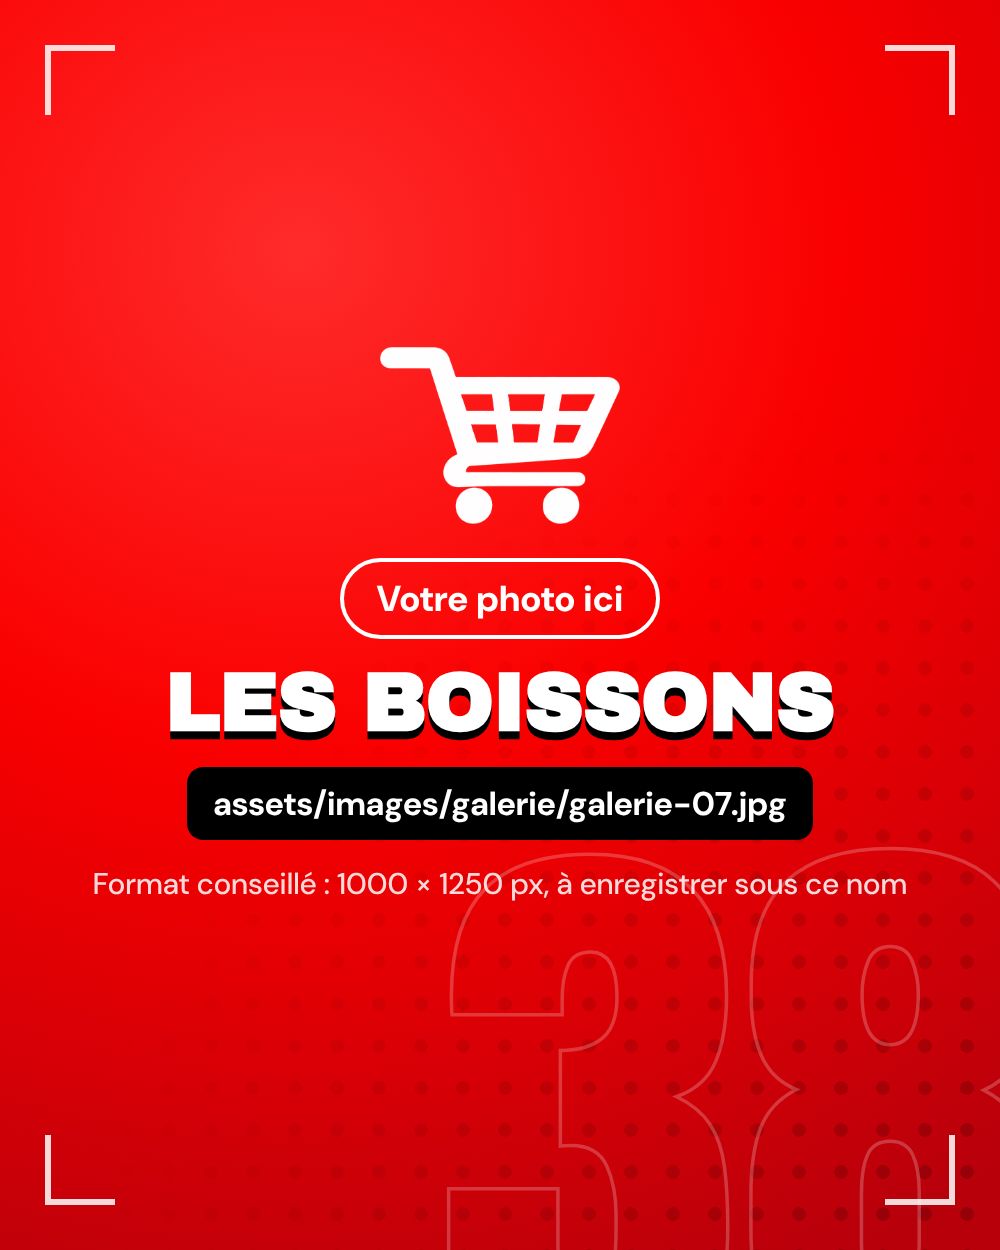 Votre photo ici
LES BOISSONS
assets/images/galerie/galerie-07.jpg
Format conseillé : 1000 × 1250 px, à enregistrer sous ce nom
38